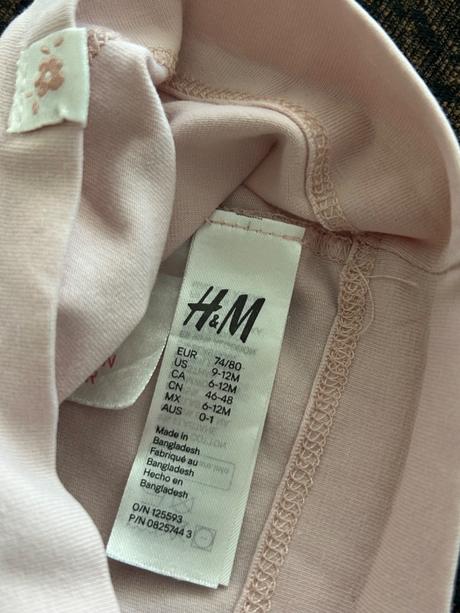 H&M
EUR 74/80
US 9-12M
CA 6-12M
CN 46-48
MX 6-12M
AUS 0-1
Made in
Bangladesh
Fabriqué au
Bangladesh
Hecho en
Bangladesh
O/N 125593
P/N 0825744 3